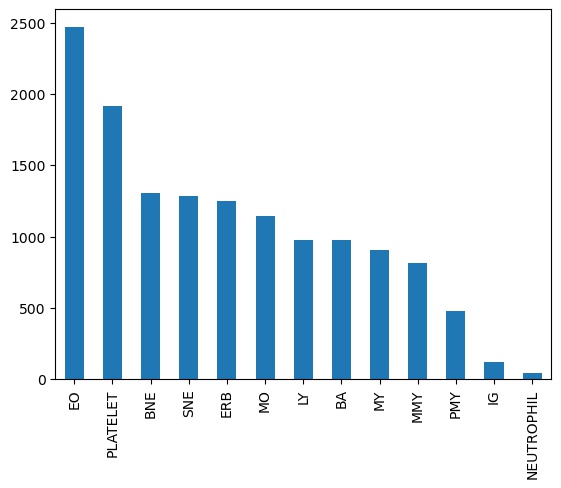 2500
2000
1500
1000
500
0
EO
PLATELET
BNE
SNE
ERB
MO
LY
BA
MY
MMY
PMY
IG
NEUTROPHIL